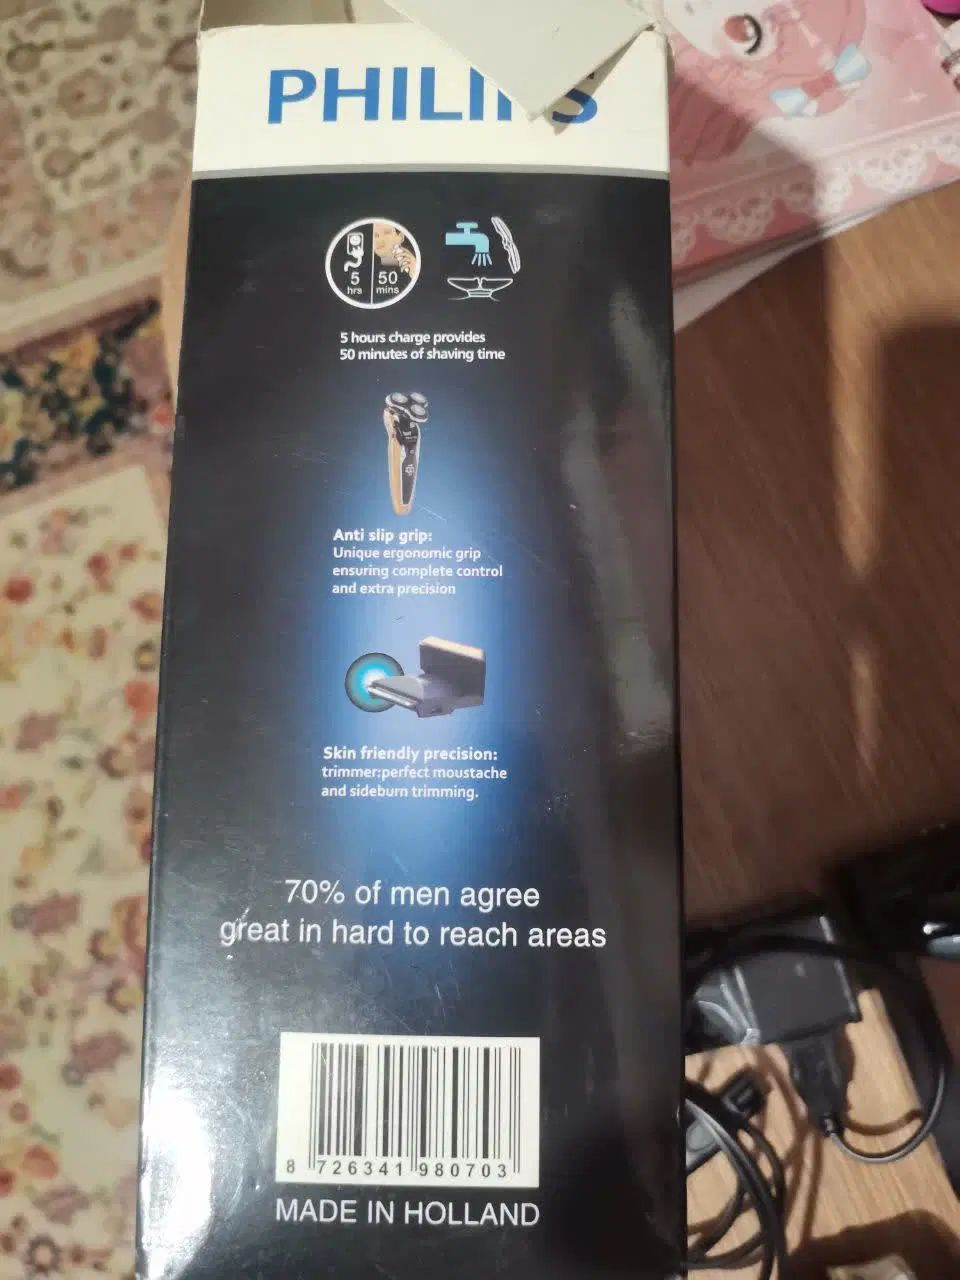 PHILIPS
5 50
hrs mins
5 hours charge provides
50 minutes of shaving time
Anti slip grip:
Unique ergonomic grip
ensuring complete control
and extra precision
Skin friendly precision:
trimmer:perfect moustache
and sideburn trimming.
70% of men agree
great in hard to reach areas
8 726341 980703
MADE IN HOLLAND